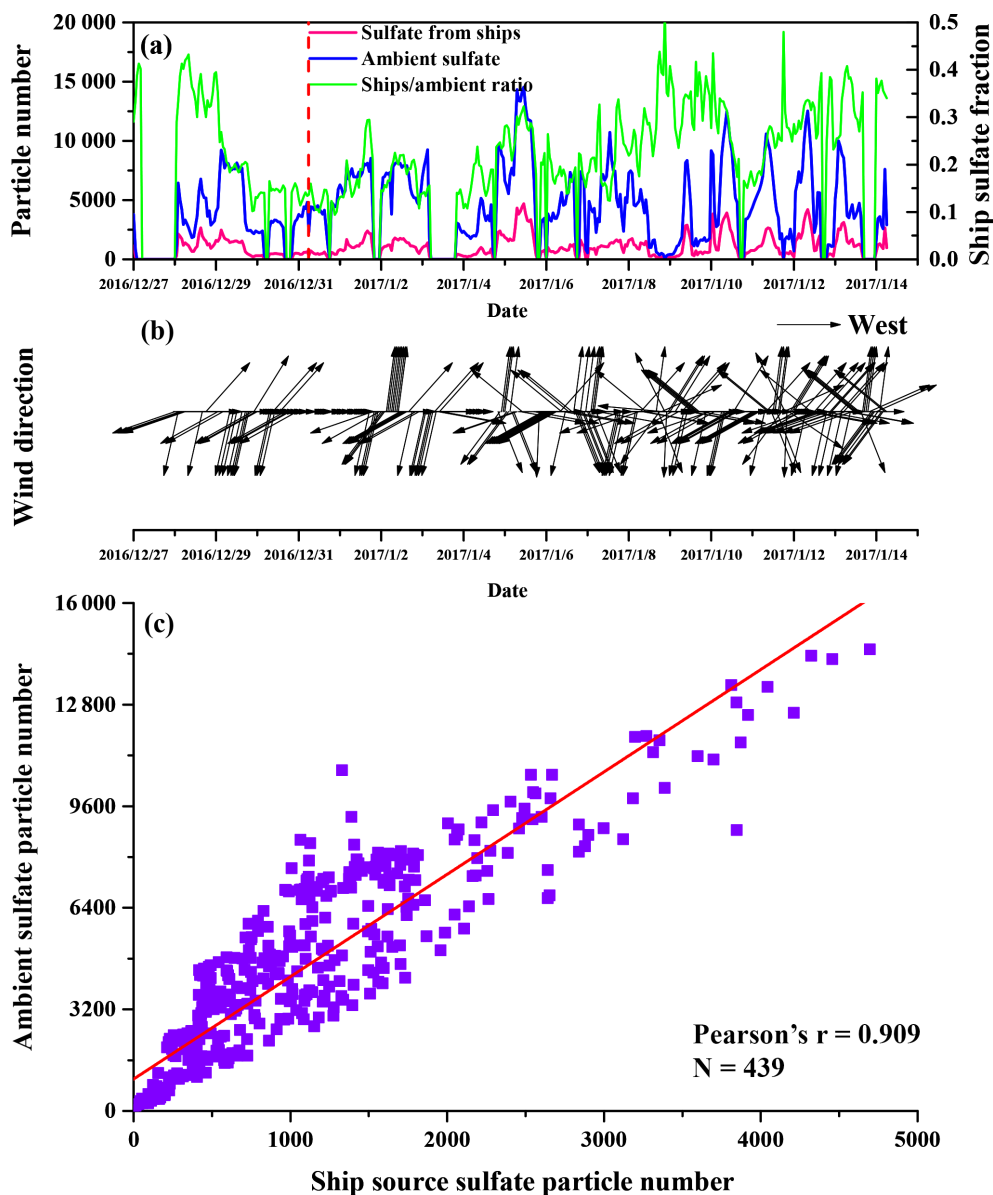 (a)
Sulfate from ships
Ambient sulfate
Ships/ambient ratio
Particle number
Ship sulfate fraction
20 000
15 000
10 000
5000
0
0.5
0.4
0.3
0.2
0.1
0.0
2016/12/27 2016/12/29 2016/12/31 2017/1/2 2017/1/4 2017/1/6 2017/1/8 2017/1/10 2017/1/12 2017/1/14
Date
(b)
West
Wind direction
2016/12/27 2016/12/29 2016/12/31 2017/1/2 2017/1/4 2017/1/6 2017/1/8 2017/1/10 2017/1/12 2017/1/14
Date
(c)
Ambient sulfate particle number
16 000
12 800
9600
6400
3200
0
Pearson’s r = 0.909
N = 439
0 1000 2000 3000 4000 5000
Ship source sulfate particle number